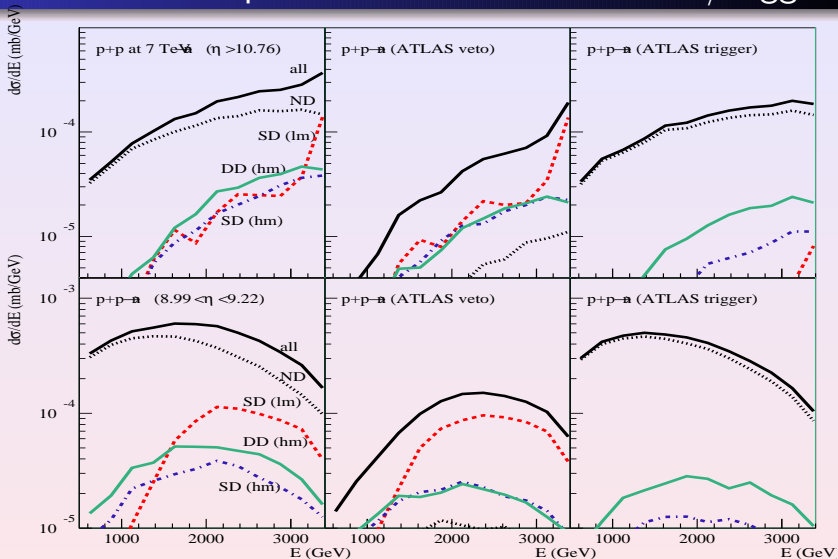 dσ/dE (mb/GeV)
p+p at 7 TeV (η >10.76)
all
ND
SD (lm)
DD (hm)
SD (hm)
10 -4
10 -5
p+p→n (ATLAS veto)
p+p→n (ATLAS trigger)
dσ/dE (mb/GeV)
10 -3
p+p→n (8.99 <η <9.22)
all
ND
SD (lm)
DD (hm)
SD (hm)
10 -4
10 -5
p+p→n (ATLAS veto)
p+p→n (ATLAS trigger)
1000 2000 3000
E (GeV)
1000 2000 3000
E (GeV)
1000 2000 3000
E (GeV)